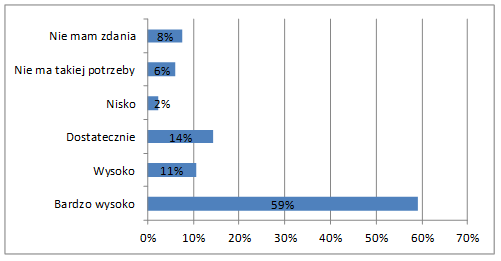 Nie mam zdania 8%
Nie ma takiej potrzeby 6%
Nisko 2%
Dostatecznie 14%
Wysoko 11%
Bardzo wysoko 59%
0% 10% 20% 30% 40% 50% 60% 70%